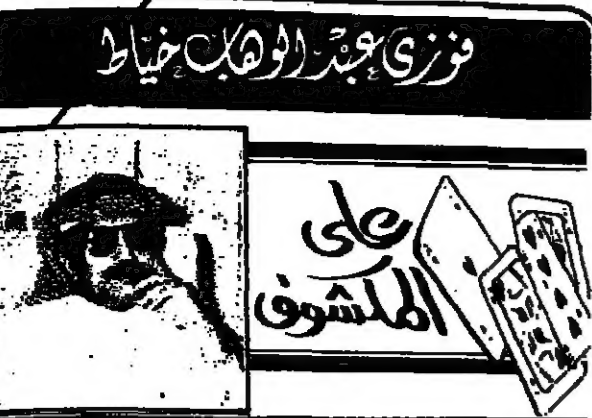 فوزي عبد الوهاب خياط
على
المكشوف